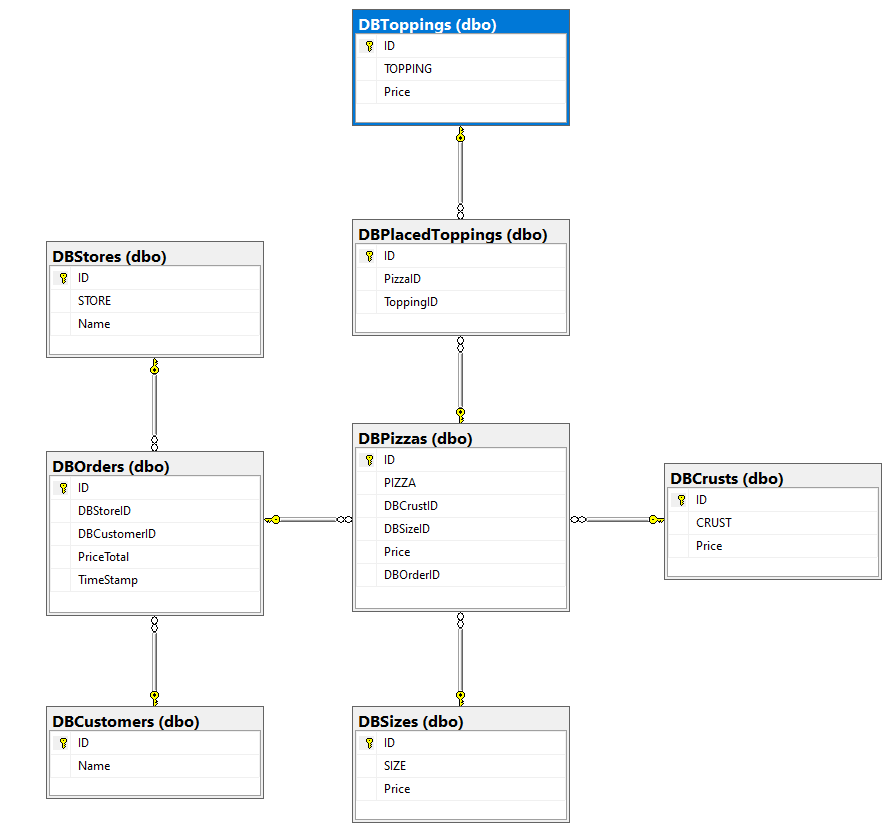 DBToppings (dbo)
ID
TOPPING
Price
DBPlacedToppings (dbo)
ID
PizzaID
ToppingID
DBStores (dbo)
ID
STORE
Name
DBPizzas (dbo)
ID
PIZZA
DBCrustID
DBSizeID
Price
DBOrderID
DBOrders (dbo)
ID
DBStoreID
DBCustomerID
PriceTotal
TimeStamp
DBCrusts (dbo)
ID
CRUST
Price
DBCustomers (dbo)
ID
Name
DBSizes (dbo)
ID
SIZE
Price